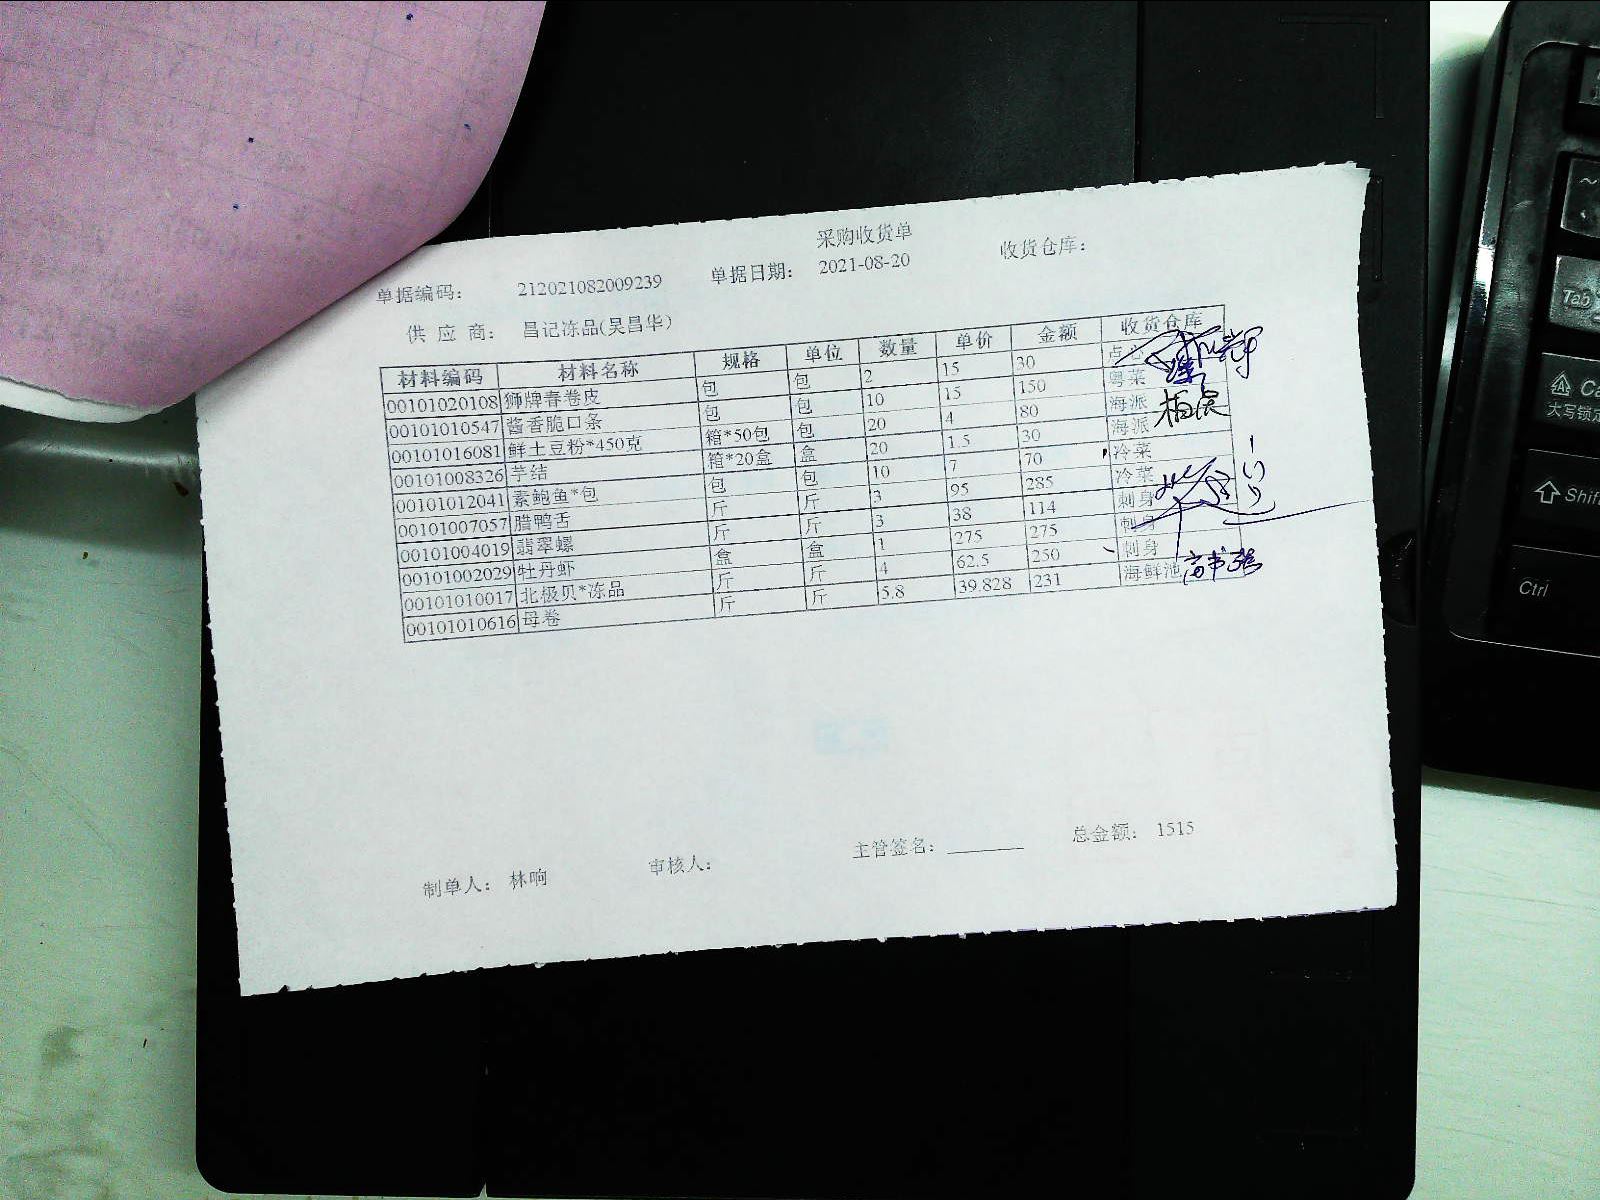 采购收货单
单据编码： 212021082009239 单据日期： 2021-08-20 收货仓库：
供 应 商： 昌记冻品(吴昌华)
材料编码 材料名称 规格 单位 数量 单价 金额 收货仓库
00101020108 狮牌春卷皮 包 包 2 15 30 点心
00101010547 酱香脆口条 包 包 10 15 150 粤菜
00101016081 鲜土豆粉*450克 箱*50包 包 20 4 80 海派
00101008326 芋结 箱*20盒 盒 20 1.5 30 海派
00101012041 素鲍鱼*包 包 包 10 7 70 冷菜
00101007057 腊鸭舌 斤 斤 3 95 285 冷菜
00101004019 翡翠螺 斤 斤 3 38 114 刺身
00101002029 牡丹虾 盒 盒 1 275 275 刺身
00101010017 北极贝*冻品 斤 斤 4 62.5 250 刺身
00101010616 母卷 斤 斤 5.8 39.828 231 海鲜池
制单人： 林响 审核人： 主管签名： 总金额： 1515
Tab
Ca
大写锁定
Shift
Ctrl